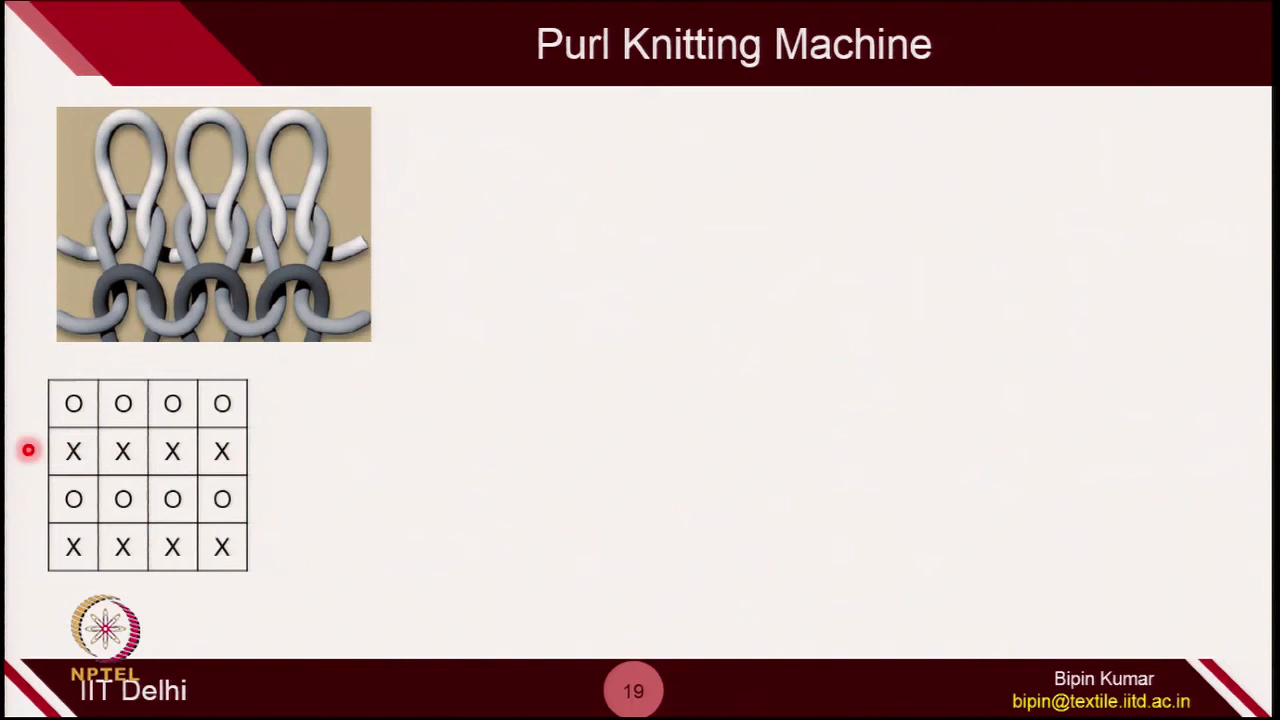 Purl Knitting Machine
O O O O
X X X X
O O O O
X X X X
NPTEL
IIT Delhi
19
Bipin Kumar
bipin@textile.iitd.ac.in